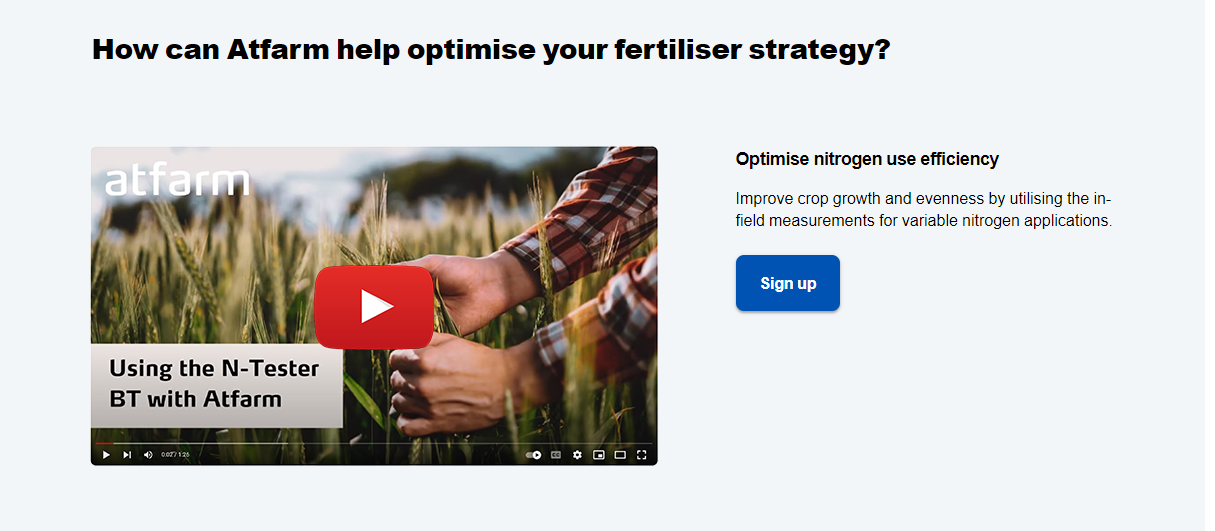 How can Atfarm help optimise your fertiliser strategy?
atfarm
Using the N-Tester
BT with Atfarm
0:02 / 1:26
Optimise nitrogen use efficiency
Improve crop growth and evenness by utilising the in-
field measurements for variable nitrogen applications.
Sign up